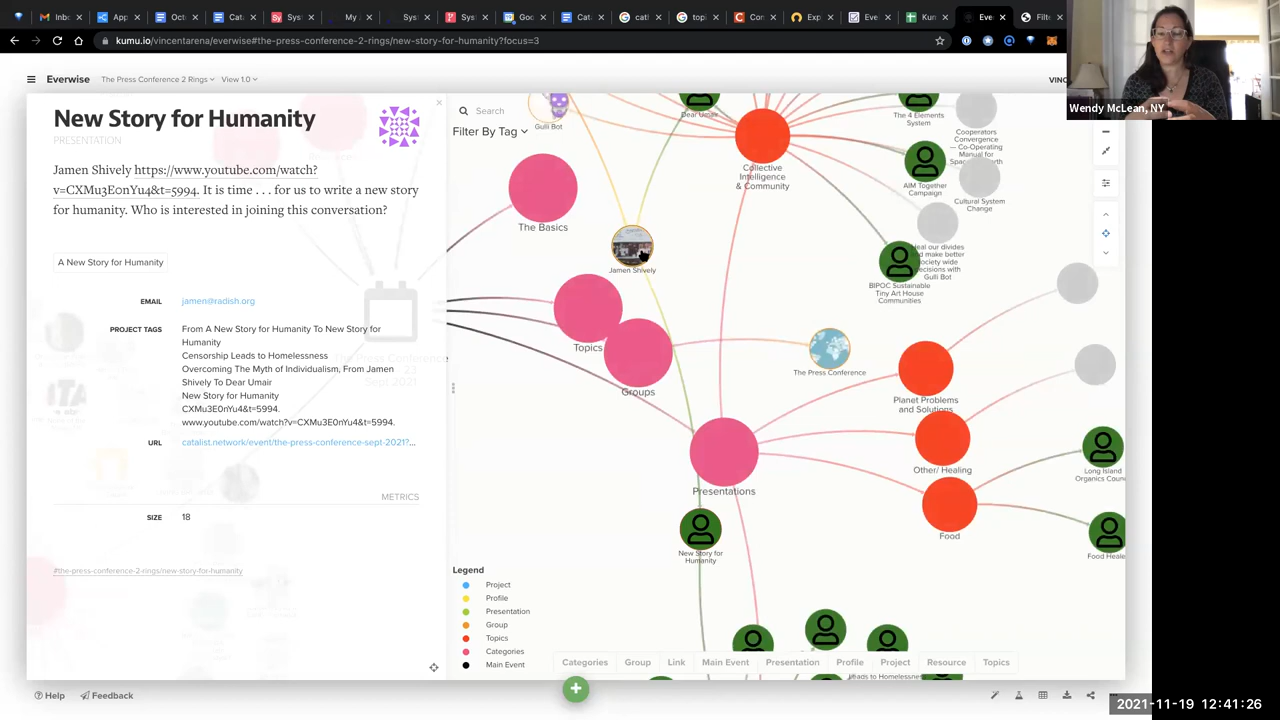 kumu.io/vincentarena/everwise#the-press-conference-2-rings/new-story-for-humanity?focus=3
Wendy McLean, NY
Everwise
The Press Conference 2 Rings
View 1.0
New Story for Humanity
PRESENTATION
Jamen Shively https://www.youtube.com/watch?
v=CXMu3E0nYu4&t=5994. It is time . . . for us to write a new story
for humanity. Who is interested in joining this conversation?
A New Story for Humanity
EMAIL
jamen@radish.org
PROJECT TAGS
From A New Story for Humanity To New Story for
Humanity
Censorship Leads to Homelessness
Overcoming The Myth of Individualism, From Jamen
Shively To Dear Umair
New Story for Humanity
CXMu3E0nYu4&t=5994.
www.youtube.com/watch?v=CXMu3E0nYu4&t=5994.
URL
catalist.network/event/the-press-conference-sept-2021?...
METRICS
SIZE
18
#the-press-conference-2-rings/new-story-for-humanity
Search
Filter By Tag
Gulli Bot
Dear Umair
The 4 Elements
System
Cooperators
Convergence
Collective
Intelligence
& Community
AIM Together
Campaign
Cultural System
Change
The Basics
Jamen Shively
BIPOC Sustainable
Tiny Art House
Communities
Topics
Groups
The Press Conference
Planet Problems
and Solutions
Other/ Healing
Presentations
Food
New Story for
Humanity
Long Island
Legend
Project
Profile
Presentation
Group
Topics
Categories
Main Event
Categories
Group
Link
Main Event
Presentation
Profile
Project
Resource
Topics
Help
Feedback
2021-11-19 12:41:26